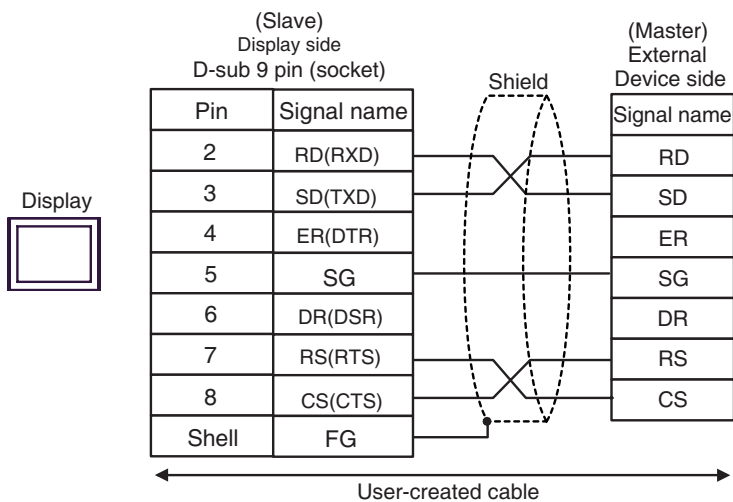 (Slave)
Display side
D-sub 9 pin (socket)
Shield
(Master)
External
Device side
Pin Signal name Signal name
2 RD(RXD) RD
3 SD(TXD) SD
Display
4 ER(DTR) ER
5 SG SG
6 DR(DSR) DR
7 RS(RTS) RS
8 CS(CTS) CS
Shell FG
User-created cable